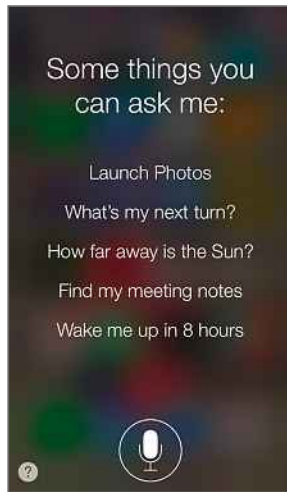 Some things you
can ask me:
Launch Photos
What's my next turn?
How far away is the Sun?
Find my meeting notes
Wake me up in 8 hours
?